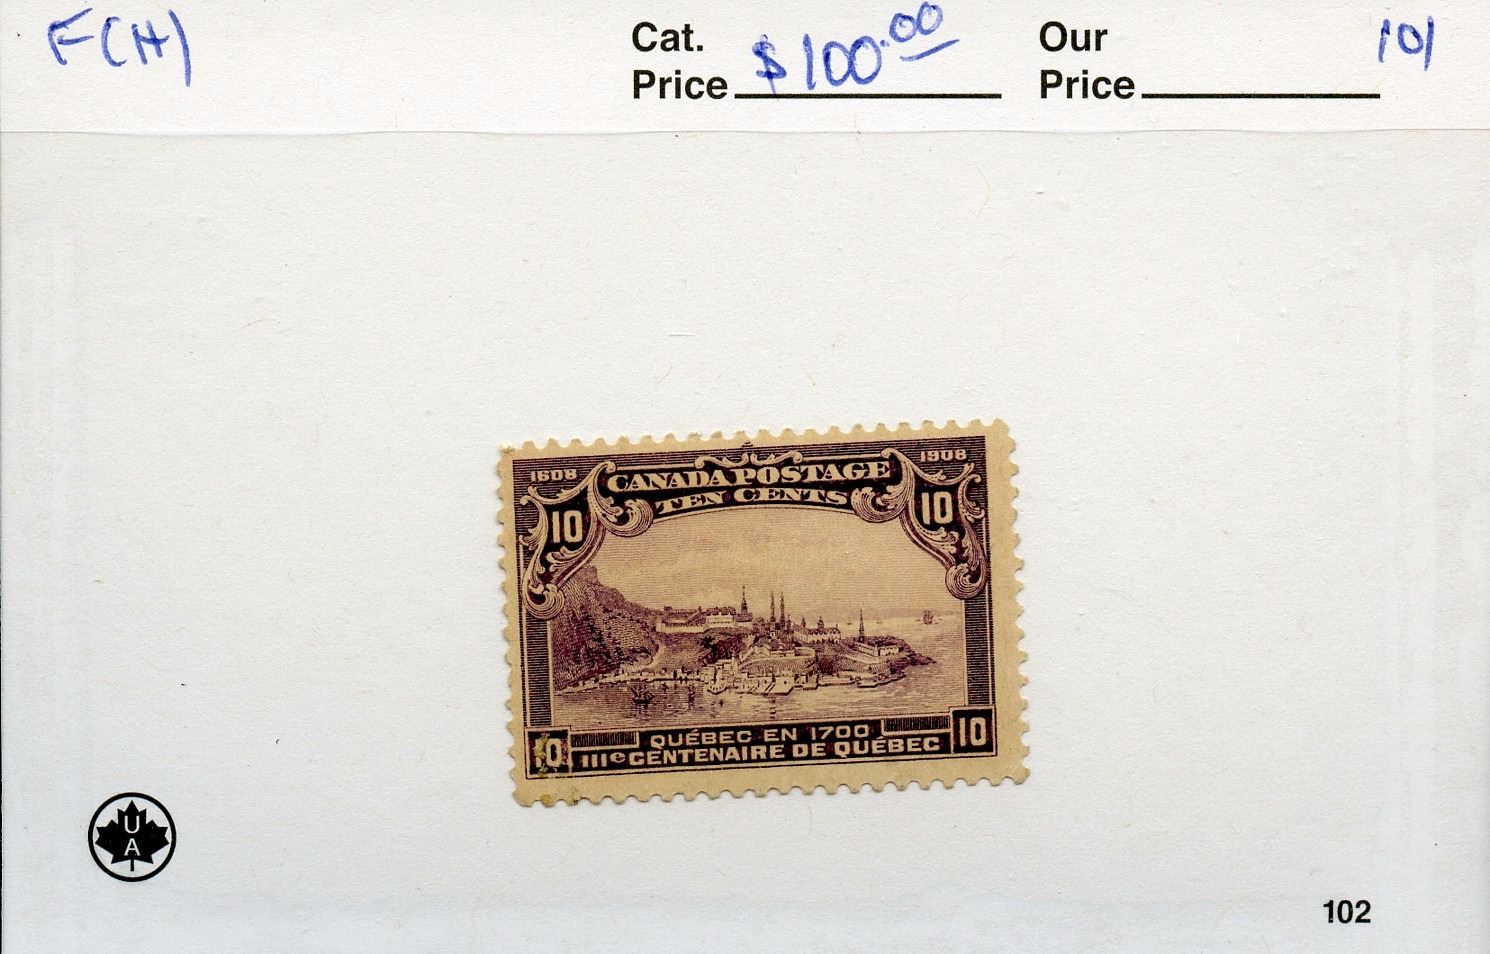 F(H)
Cat.
Price $100.00
Our
Price
101
1608
CANADA POSTAGE
1908
TEN CENTS
10
10
QUÉBEC EN 1700
10
IIIe CENTENAIRE DE QUÉBEC
10
U
A
102